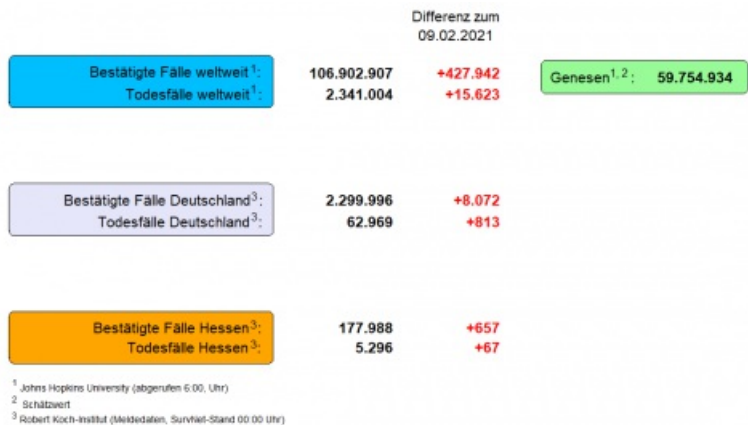 Differenz zum
09.02.2021
Bestätigte Fälle weltweit¹: 106.902.907 +427.942 Genesen¹,²: 59.754.934
Todesfälle weltweit¹: 2.341.004 +15.623
Bestätigte Fälle Deutschland³: 2.299.996 +8.072
Todesfälle Deutschland³: 62.969 +813
Bestätigte Fälle Hessen³: 177.988 +657
Todesfälle Hessen³: 5.296 +67
¹ Johns Hopkins University (abgerufen 6:00, Uhr)
² Schätzwert
³ Robert Koch-Institut (Meldedaten, SurvNet-Stand 00:00 Uhr)